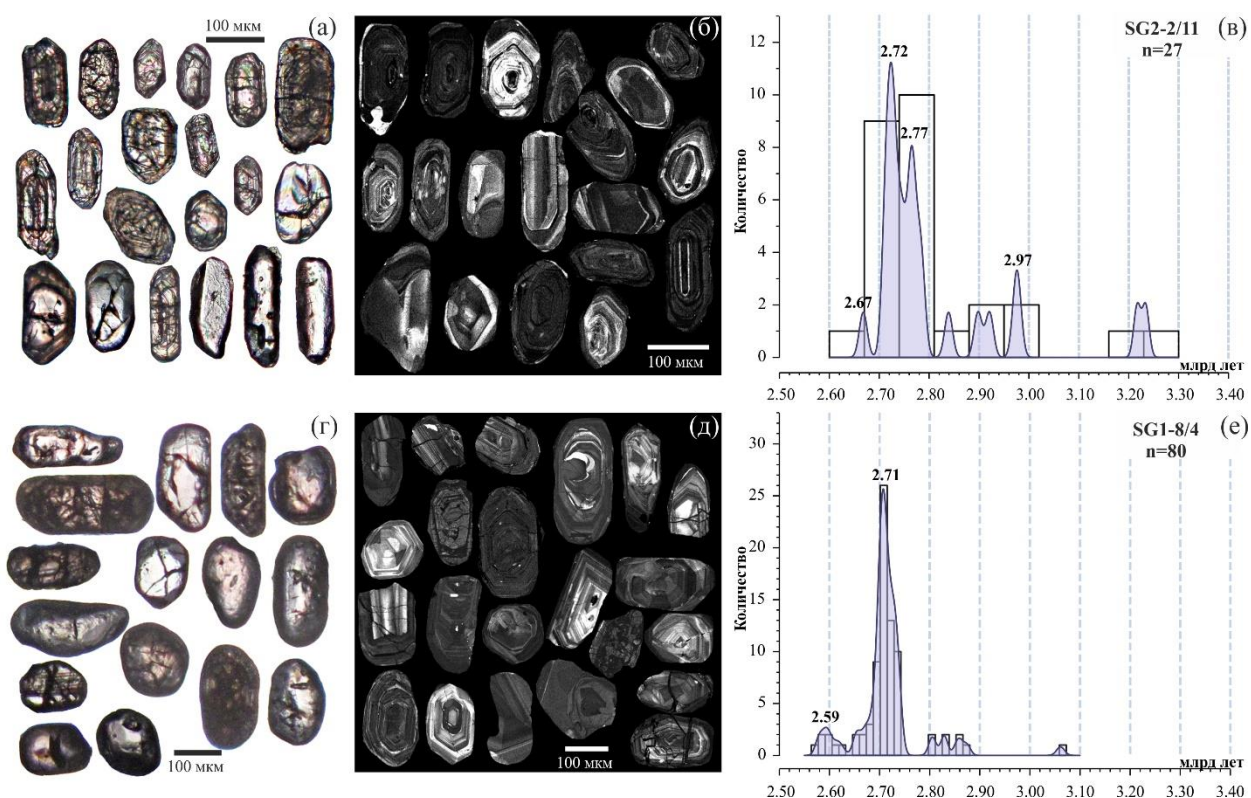 100 мкм
(а)
(б)
100 мкм
SG2-2/11
n=27
(в)
Количество
12
10
8
6
4
2
0
2.72
2.77
2.67
2.97
млрд лет
2.50 2.60 2.70 2.80 2.90 3.00 3.10 3.20 3.30 3.40
(г)
100 мкм
(д)
100 мкм
SG1-8/4
n=80
(е)
Количество
30
25
20
15
10
5
0
2.71
2.59
млрд лет
2.50 2.60 2.70 2.80 2.90 3.00 3.10 3.20 3.30 3.40